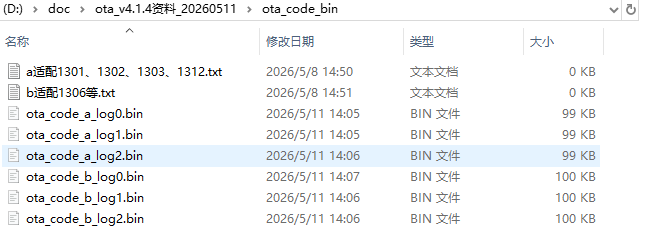 (D:) > doc > ota_v4.1.4资料_20260511 > ota_code_bin
名称 修改日期 类型 大小
a适配1301、1302、1303、1312.txt 2026/5/8 14:50 文本文档 0 KB
b适配1306等.txt 2026/5/8 14:51 文本文档 0 KB
ota_code_a_log0.bin 2026/5/11 14:05 BIN 文件 99 KB
ota_code_a_log1.bin 2026/5/11 14:05 BIN 文件 99 KB
ota_code_a_log2.bin 2026/5/11 14:06 BIN 文件 99 KB
ota_code_b_log0.bin 2026/5/11 14:07 BIN 文件 100 KB
ota_code_b_log1.bin 2026/5/11 14:06 BIN 文件 100 KB
ota_code_b_log2.bin 2026/5/11 14:06 BIN 文件 100 KB